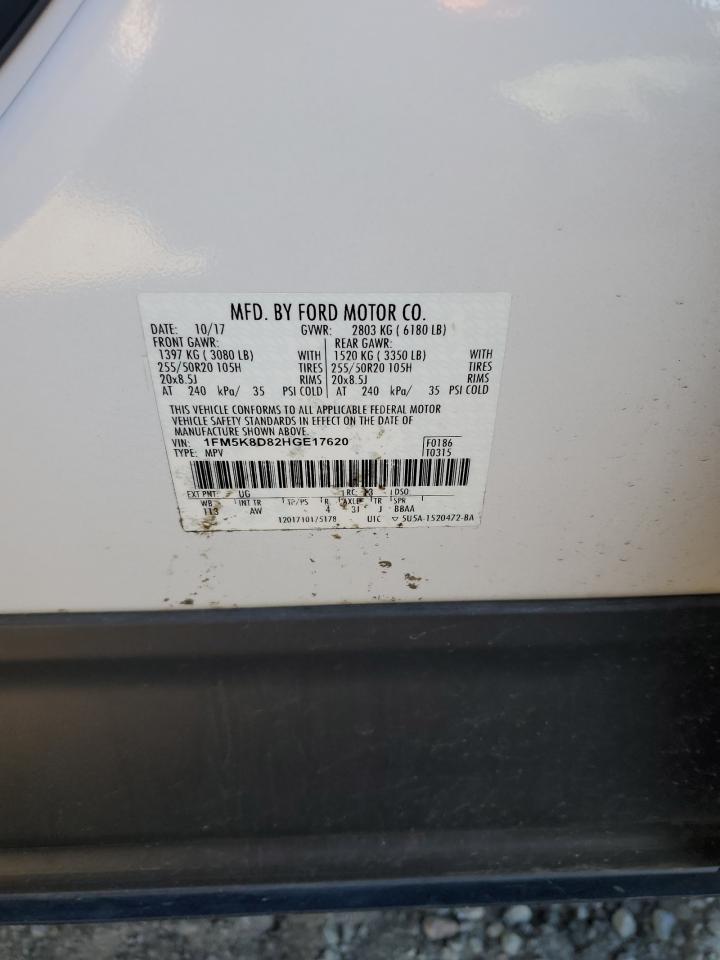 MFD. BY FORD MOTOR CO.
DATE: 10/17 GVWR: 2803 KG ( 6180 LB)
FRONT GAWR: REAR GAWR:
1397 KG ( 3080 LB) WITH 1520 KG ( 3350 LB) WITH
255/50R20 105H TIRES 255/50R20 105H TIRES
20x8.5J RIMS 20x8.5J RIMS
AT 240 kPa/ 35 PSI COLD AT 240 kPa/ 35 PSI COLD
THIS VEHICLE CONFORMS TO ALL APPLICABLE FEDERAL MOTOR
VEHICLE SAFETY STANDARDS IN EFFECT ON THE DATE OF
MANUFACTURE SHOWN ABOVE.
VIN: 1FM5K8D82HGE17620 F0186
TYPE: MPV T0315
EXT PNT: UG RC: 23 DSO
WB INT TR TP/PS R AXLE TR SPR
113 AW 4 3I J BBAA
UTC ▽ 5U5A-1520472-BA